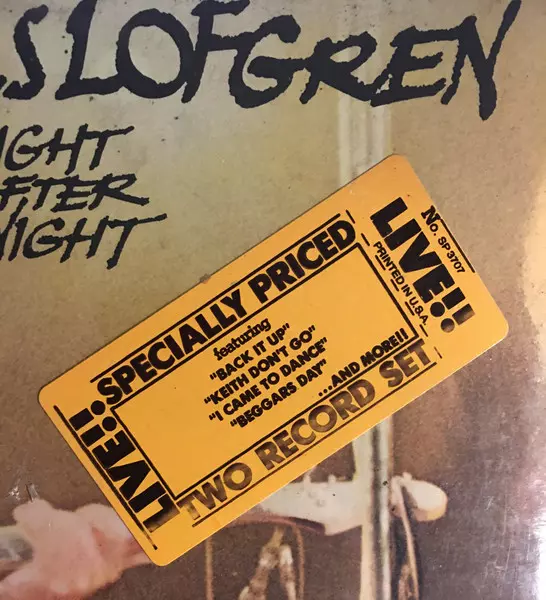 S LOFGREN
IGHT
FTER
NIGHT
LIVE!!
SPECIALLY PRICED
featuring
"BACK IT UP"
"KEITH DON'T GO"
"I CAME TO DANCE"
"BEGGARS DAY"
...AND MORE!!
TWO RECORD SET
LIVE!!
No. SP 3707
PRINTED IN U.S.A.